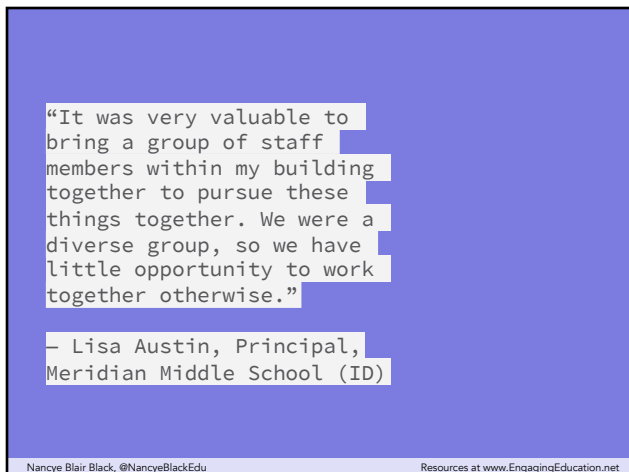 “It was very valuable to
bring a group of staff
members within my building
together to pursue these
things together. We were a
diverse group, so we have
little opportunity to work
together otherwise.”
— Lisa Austin, Principal,
Meridian Middle School (ID)
Nancye Blair Black, @NancyeBlackEdu
Resources at www.EngagingEducation.net